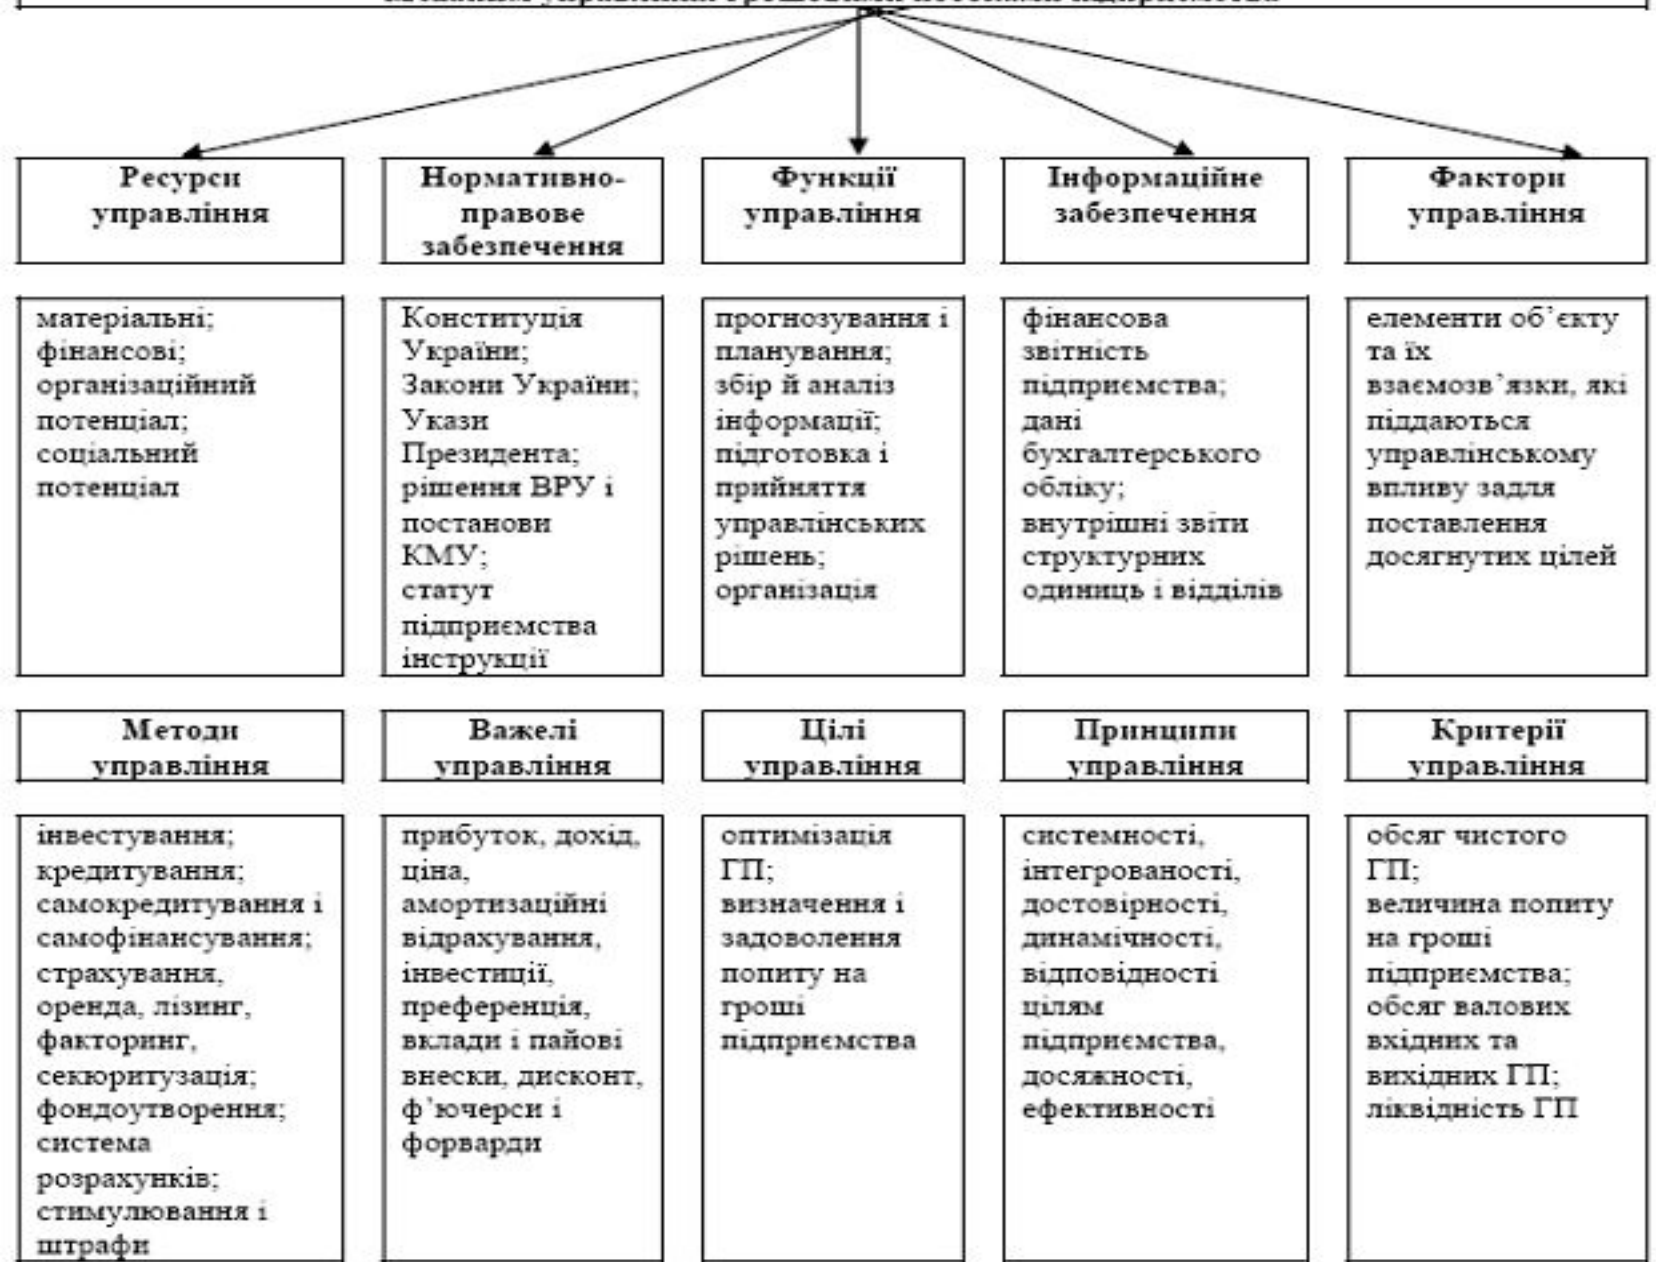 Ресурси
управління
Нормативно-
правове
забезпечення
Функції
управління
Інформаційне
забезпечення
Фактори
управління
матеріальні;
фінансові;
організаційний
потенціал;
соціальний
потенціал
Конституція
України;
Закони України;
Укази
Президента;
рішення ВРУ і
постанови
КМУ;
статут
підприємства
інструкції
прогнозування і
планування;
збір й аналіз
інформації;
підготовка і
прийняття
управлінських
рішень;
організація
фінансова
звітність
підприємства;
дані
бухгалтерського
обліку;
внутрішні звіти
структурних
одиниць і відділів
елементи об’єкту
та їх
взаємозв’язки, які
піддаються
управлінському
впливу задля
поставлення
досягнутих цілей
Методи
управління
Важелі
управління
Цілі
управління
Принципи
управління
Критерії
управління
інвестування;
кредитування;
самокредитування і
самофінансування;
страхування,
оренда, лізинг,
факторинг,
секюритузація;
фондоутворення;
система
розрахунків;
стимулювання і
штрафи
прибуток, дохід,
ціна,
амортизаційні
відрахування,
інвестиції,
преференція,
вклади і пайові
внески, дисконт,
ф’ючерси і
форварди
оптимізація
ГП;
визначення і
задоволення
попиту на
гроші
підприємства
системності,
інтегрованості,
достовірності,
динамічності,
відповідності
цілям
підприємства,
досяжності,
ефективності
обсяг чистого
ГП;
величина попиту
на гроші
підприємства;
обсяг валових
вхідних та
вихідних ГП;
ліквідність ГП